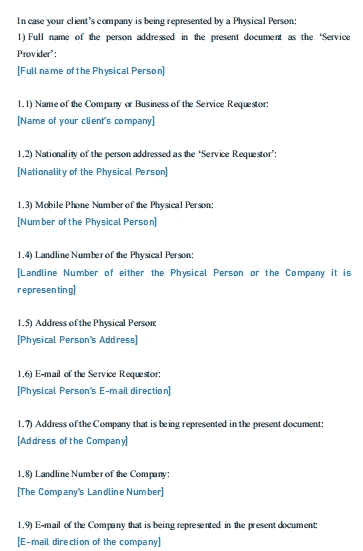 In case your client's company is being represented by a Physical Person:
1) Full name of the person addressed in the present document as the 'Service
Provider':
[Full name of the Physical Person]
1.1) Name of the Company or Business of the Service Requestor:
[Name of your client's company]
1.2) Nationality of the person addressed as the 'Service Requestor':
[Nationality of the Physical Person]
1.3) Mobile Phone Number of the Physical Person:
[Number of the Physical Person]
1.4) Landline Number of the Physical Person:
[Landline Number of either the Physical Person or the Company it is
representing]
1.5) Address of the Physical Person:
[Physical Person's Address]
1.6) E-mail of the Service Requestor:
[Physical Person's E-mail direction]
1.7) Address of the Company that is being represented in the present document:
[Address of the Company]
1.8) Landline Number of the Company:
[The Company's Landline Number]
1.9) E-mail of the Company that is being represented in the present document:
[E-mail direction of the company]